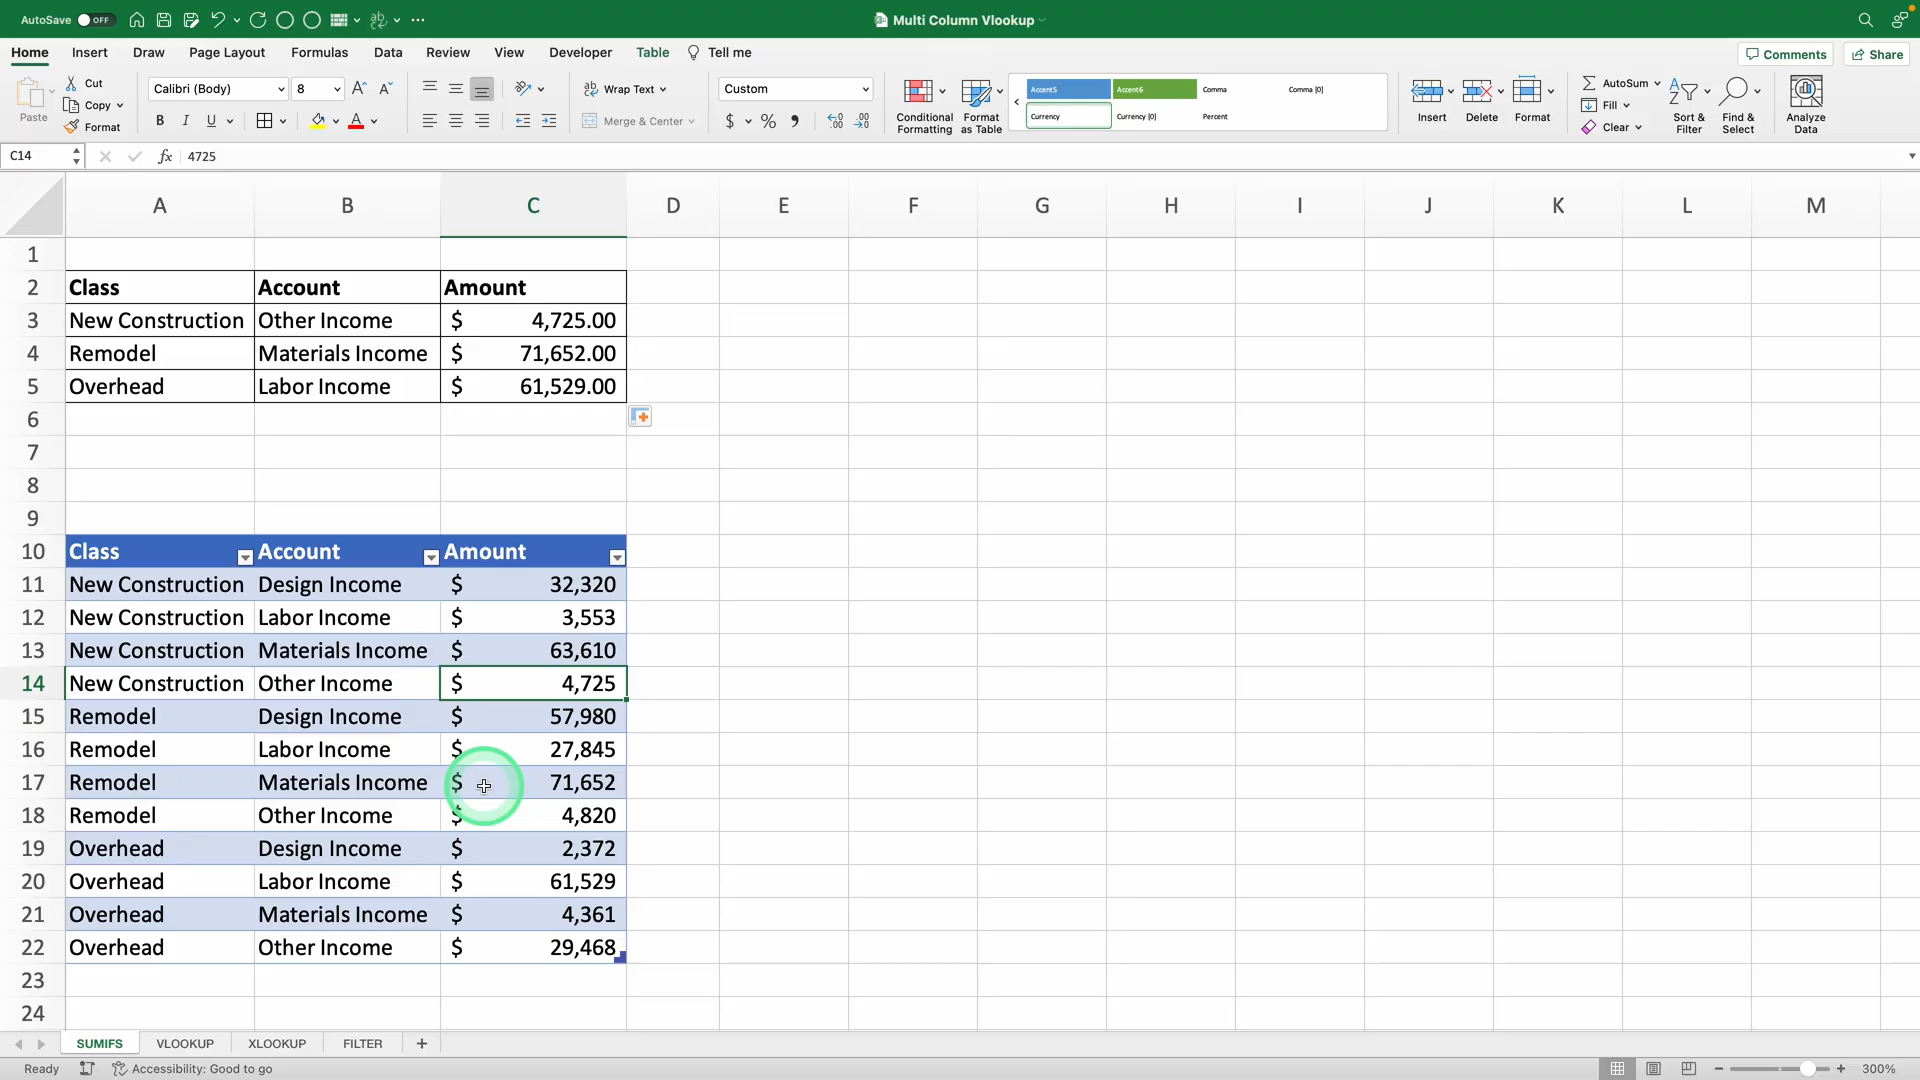 AutoSave OFF
Multi Column Vlookup
Home Insert Draw Page Layout Formulas Data Review View Developer Table Tell me
Comments Share
Paste
Cut
Copy
Format
Calibri (Body) 8
B I U
Wrap Text
Merge & Center
Custom
$ % ,
Conditional Formatting
Format as Table
Accent5 Accent6 Comma Comma [0]
Currency Currency [0] Percent
Insert Delete Format
AutoSum
Fill
Clear
Sort & Filter
Find & Select
Analyze Data
C14 fx 4725
A B C D E F G H I J K L M
1
2 Class Account Amount
3 New Construction Other Income $ 4,725.00
4 Remodel Materials Income $ 71,652.00
5 Overhead Labor Income $ 61,529.00
6
7
8
9
10 Class Account Amount
11 New Construction Design Income $ 32,320
12 New Construction Labor Income $ 3,553
13 New Construction Materials Income $ 63,610
14 New Construction Other Income $ 4,725
15 Remodel Design Income $ 57,980
16 Remodel Labor Income $ 27,845
17 Remodel Materials Income $ 71,652
18 Remodel Other Income $ 4,820
19 Overhead Design Income $ 2,372
20 Overhead Labor Income $ 61,529
21 Overhead Materials Income $ 4,361
22 Overhead Other Income $ 29,468
23
24
SUMIFS VLOOKUP XLOOKUP FILTER +
Ready Accessibility: Good to go 300%